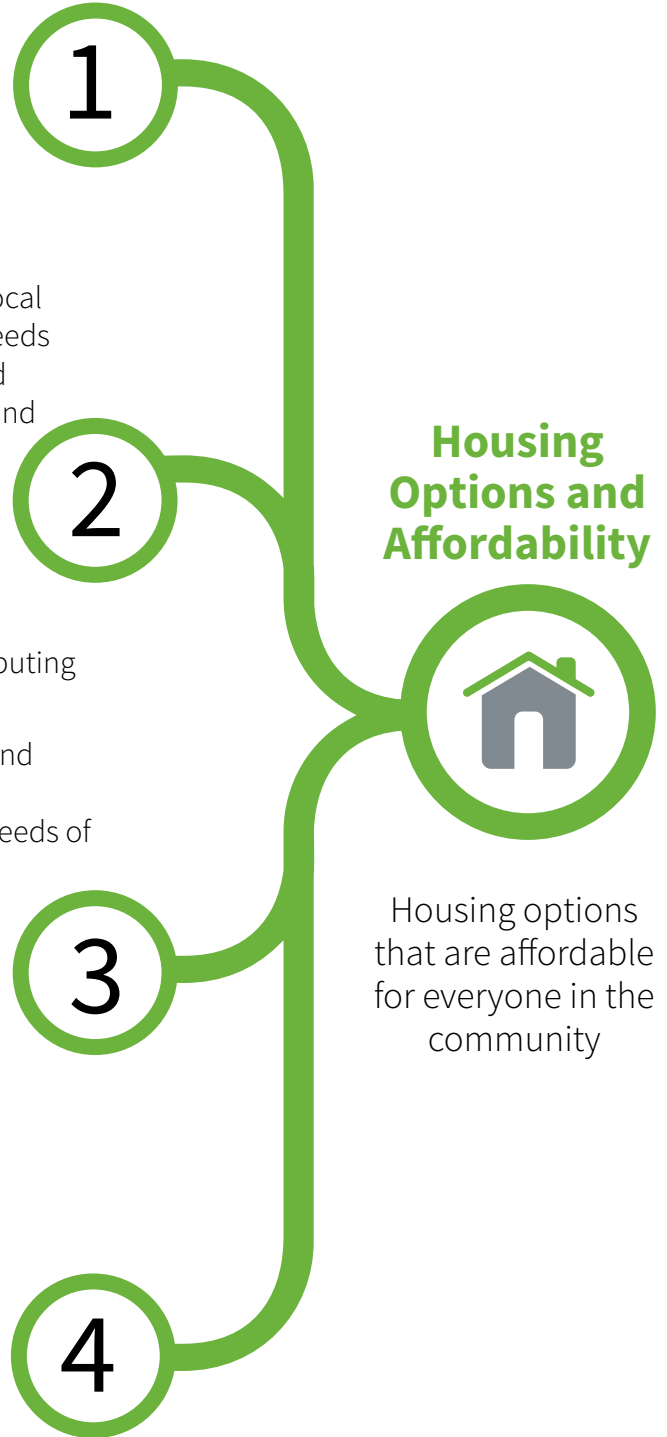 1
ocal
eeds
d
nd
2
Housing
Options and
Affordability
outing
nd
eeds of
3
Housing options
that are affordable
for everyone in the
community
4